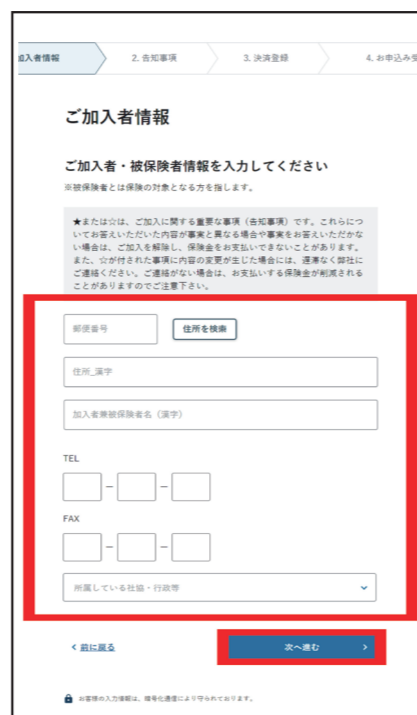 加入者情報 2. 告知事項 3. 決済登録 4. お申込み受
ご加入者情報
ご加入者・被保険者情報を入力してください
※被保険者とは保険の対象となる方を指します。
★または☆は、ご加入に関する重要な事項（告知事項）です。これらにつ
いてお答えいただいた内容が事実と異なる場合や事実をお答えいただかな
い場合は、ご加入を解除し、保険金をお支払いできないことがあります。
また、☆が付された事項に内容の変更が生じた場合には、遅滞なく弊社に
ご連絡ください。ご連絡がない場合は、お支払いする保険金が削減される
ことがありますのでご注意下さい。
郵便番号 住所を検索
住所_漢字
加入者兼被保険者名（漢字）
TEL
– –
FAX
– –
所属している社協・行政等
前に戻る 次へ進む
お客様の入力情報は、暗号化通信により守られております。